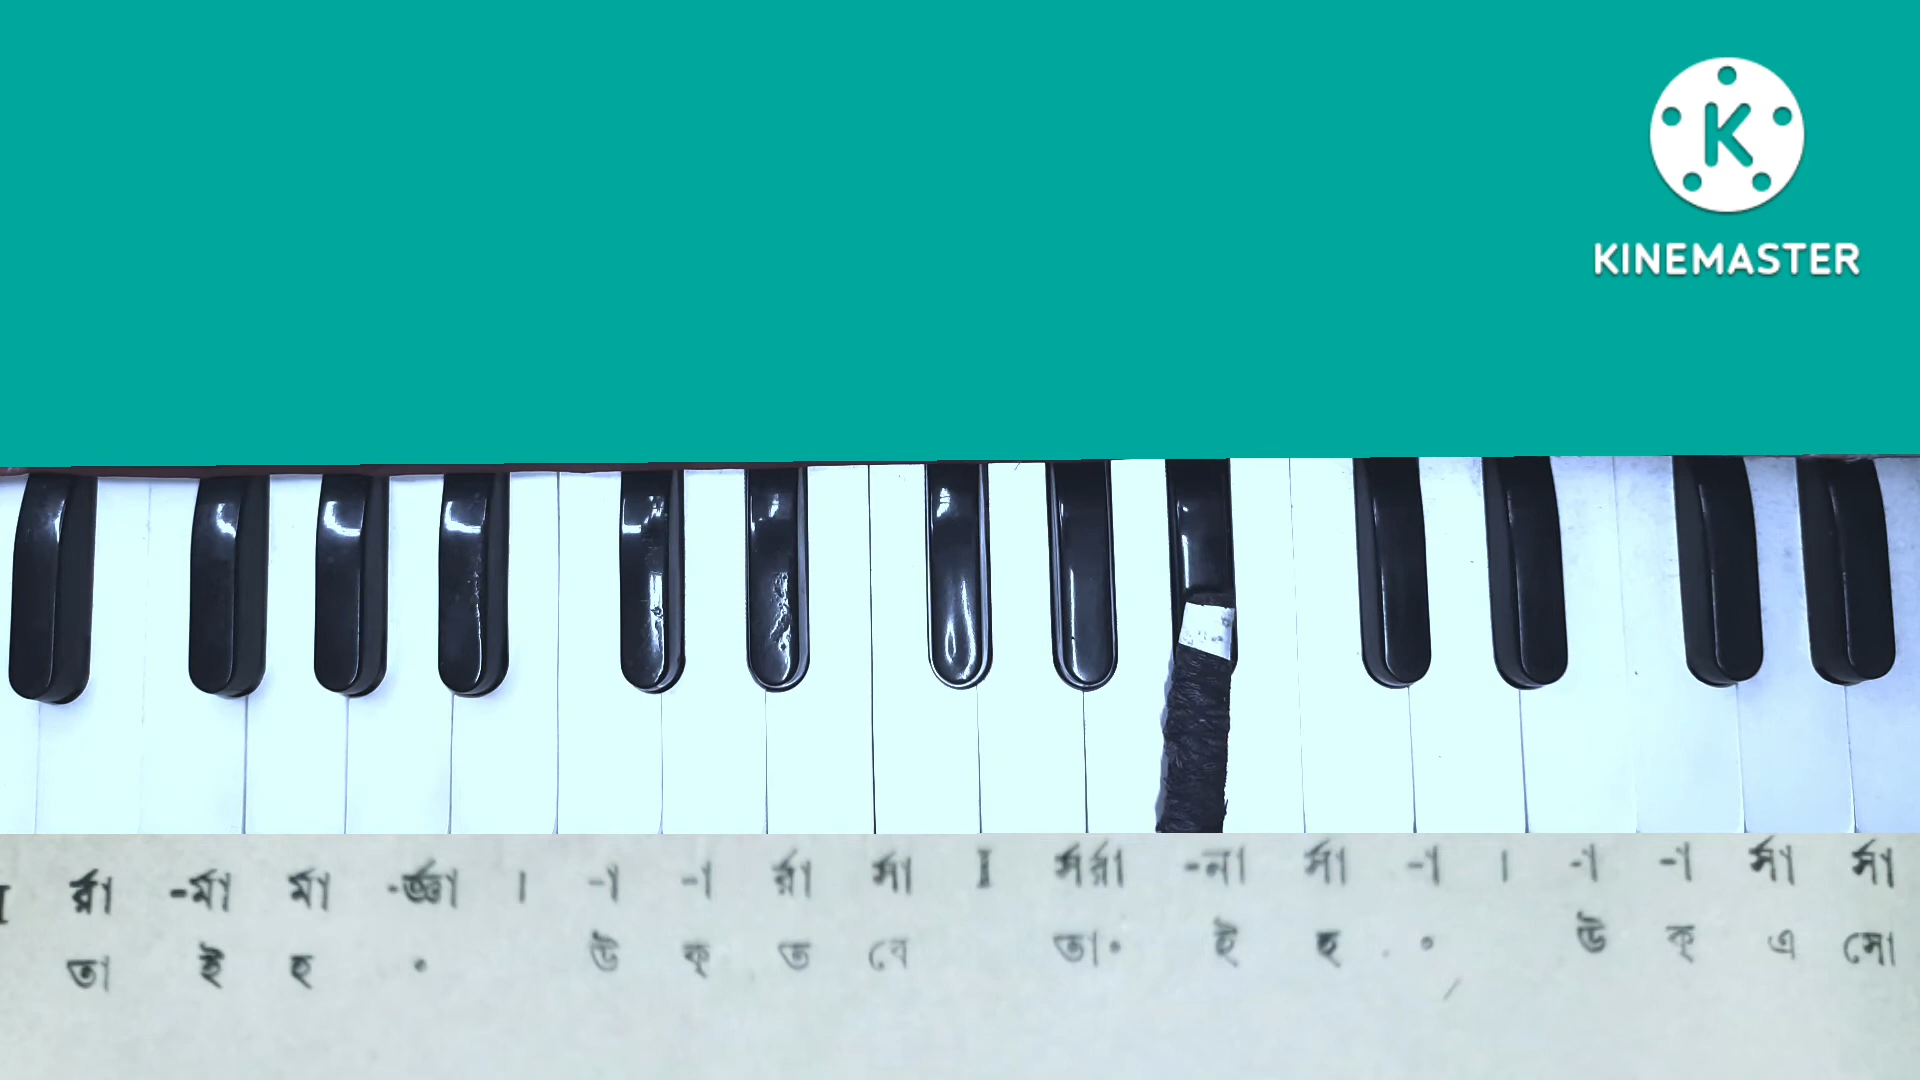 KINEMASTER
I র্রা -র্মা র্মা -র্জ্ঞা । -া -া র্রা র্সা I র্সর্রা -না র্সা -া । -া -া র্সা র্সা
তা ই হ ॰ উ ক্ ত বে তা॰ ই হ ॰ উ ক্ এ সো